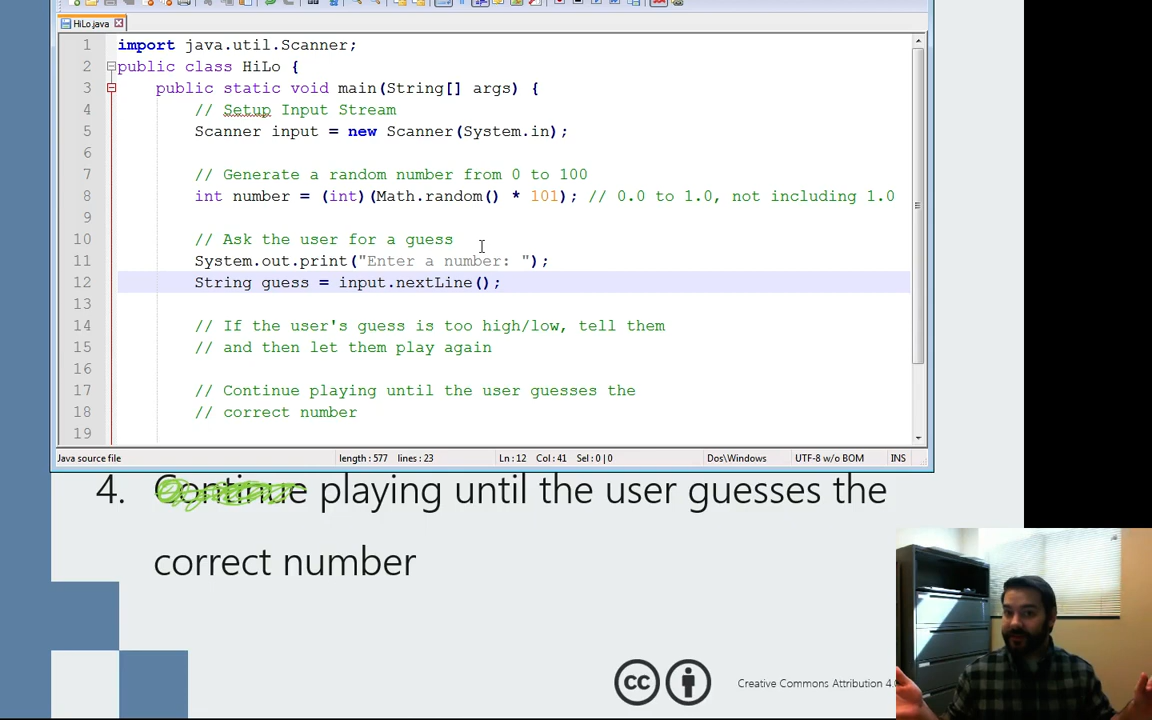 HiLo.java
1 import java.util.Scanner;
2 public class HiLo {
3 public static void main(String[] args) {
4 // Setup Input Stream
5 Scanner input = new Scanner(System.in);
6
7 // Generate a random number from 0 to 100
8 int number = (int)(Math.random() * 101); // 0.0 to 1.0, not including 1.0
9
10 // Ask the user for a guess
11 System.out.print("Enter a number: ");
12 String guess = input.nextLine();
13
14 // If the user's guess is too high/low, tell them
15 // and then let them play again
16
17 // Continue playing until the user guesses the
18 // correct number
19
Java source file length : 577 lines : 23 Ln : 12 Col : 41 Sel : 0 | 0 Dos\Windows UTF-8 w/o BOM INS
4. Continue playing until the user guesses the
correct number
cc
Creative Commons Attribution 4.